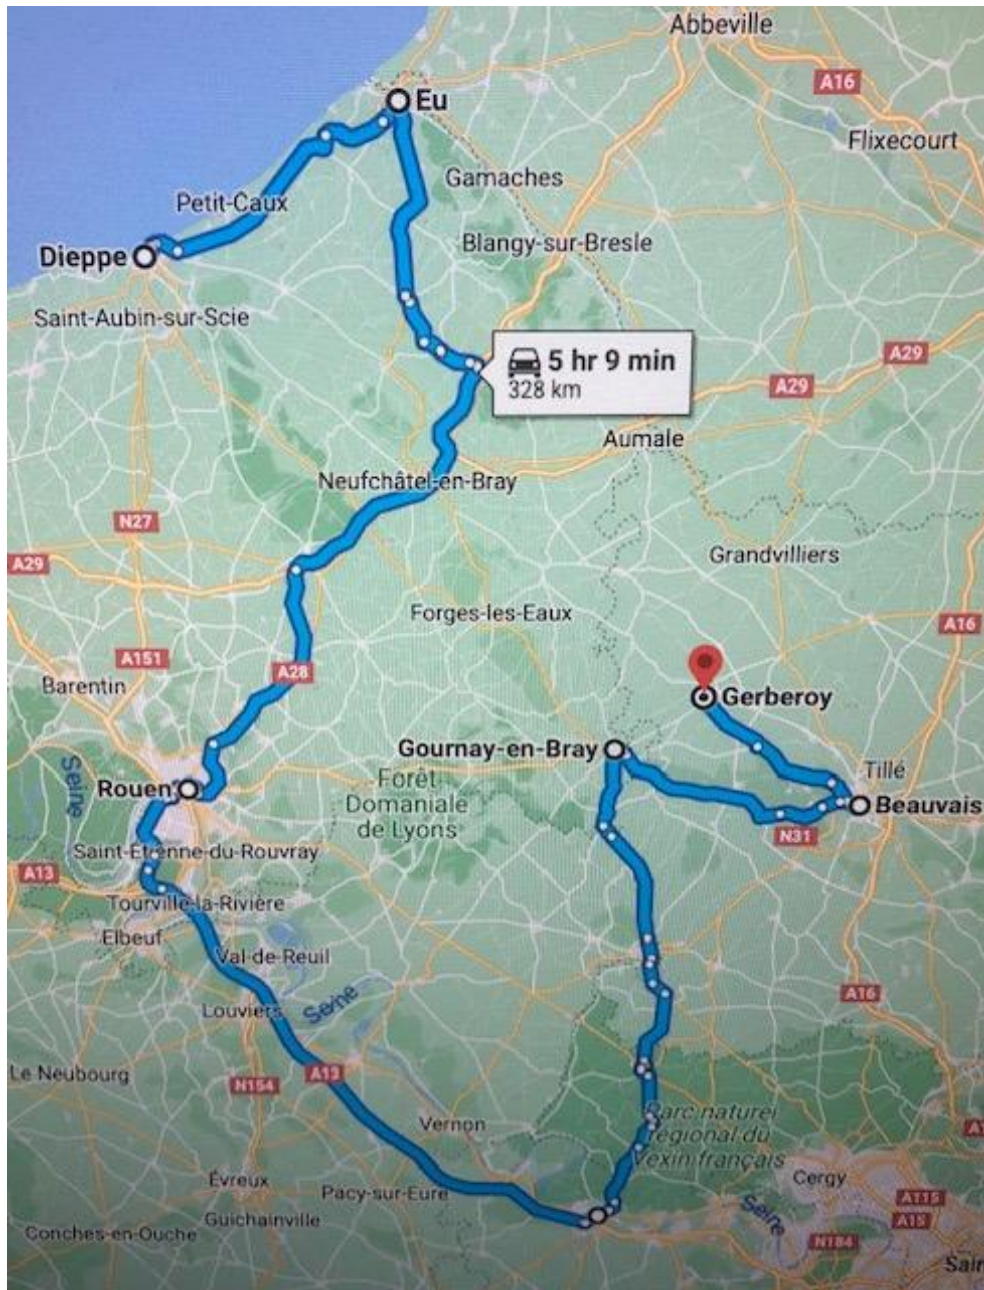 Abbeville
A16
Eu
Flixecourt
Gamaches
Petit-Caux
Blangy-sur-Bresle
Dieppe
Saint-Aubin-sur-Scie
5 hr 9 min
328 km
A29
A29
Aumale
Neufchâtel-en-Bray
N27
A29
Grandvilliers
Forges-les-Eaux
A16
A151
A28
Barentin
Gerberoy
Gournay-en-Bray
Seine
Rouen
Forêt
Domaniale
de Lyons
Tillé
Beauvais
N31
Saint-Étienne-du-Rouvray
A13
Tourville-la-Rivière
Elbeuf
Val-de-Reuil
Louviers
Seine
A16
Le Neubourg
N154
A13
Vernon
Parc naturel
régional du
Vexin français
Cergy
Évreux
Pacy-sur-Eure
A115
Seine
A15
Guichainville
Conches-en-Ouche
N184